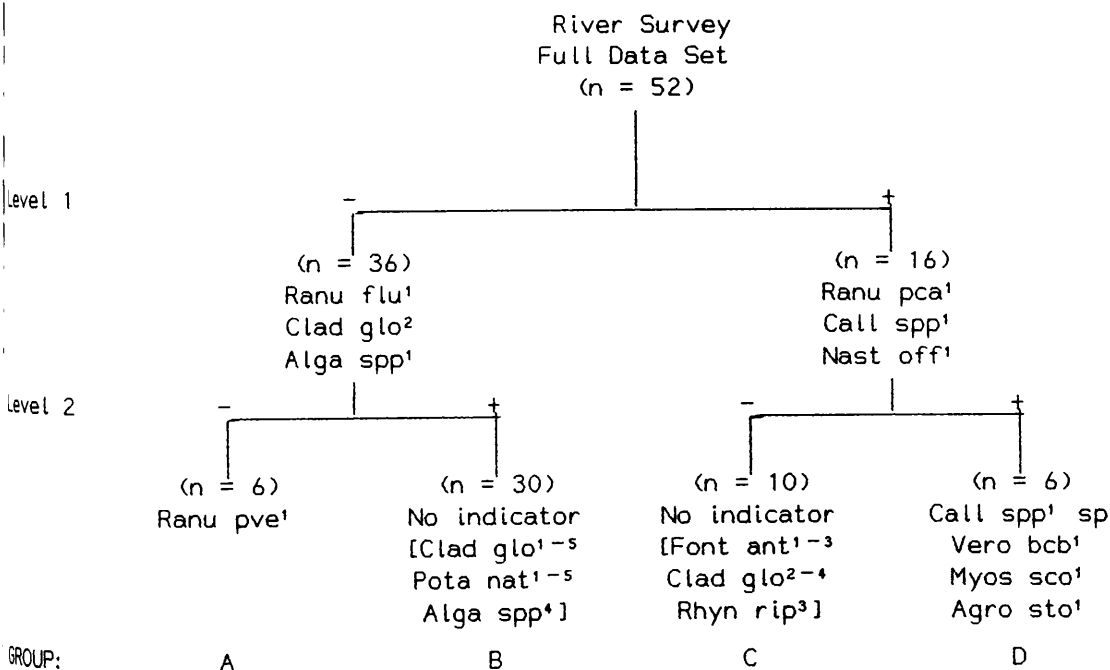 River Survey
Full Data Set
(n = 52)
Level 1
- +
(n = 36) (n = 16)
Ranu flu¹ Ranu pca¹
Clad glo² Call spp¹
Alga spp¹ Nast off¹
Level 2
- + - +
(n = 6) (n = 30) (n = 10) (n = 6)
Ranu pve¹ No indicator No indicator Call spp¹ sp
[Clad glo¹⁻⁵ [Font ant¹⁻³ Vero bcb¹
Pota nat¹⁻⁵ Clad glo²⁻⁴ Myos sco¹
Alga spp⁴] Rhyn rip³] Agro sto¹
GROUP: A B C D